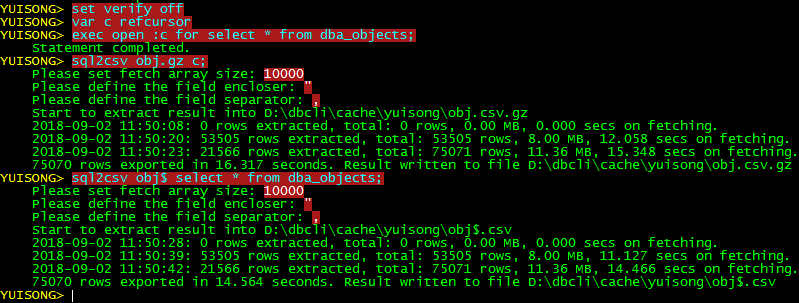 YUISONG> set verify off
YUISONG> var c refcursor
YUISONG> exec open :c for select * from dba_objects;
Statement completed.
YUISONG> sql2csv obj.gz c;
Please set fetch array size: 10000
Please define the field encloser: "
Please define the field separator: ,
Start to extract result into D:\dbcli\cache\yuisong\obj.csv.gz
2018-09-02 11:50:08: 0 rows extracted, total: 0 rows, 0.00 MB, 0.000 secs on fetching.
2018-09-02 11:50:20: 53505 rows extracted, total: 53505 rows, 8.00 MB, 12.058 secs on fetching.
2018-09-02 11:50:23: 21566 rows extracted, total: 75071 rows, 11.36 MB, 15.348 secs on fetching.
75070 rows exported in 16.317 seconds. Result written to file D:\dbcli\cache\yuisong\obj.csv.gz
YUISONG> sql2csv obj$ select * from dba_objects;
Please set fetch array size: 10000
Please define the field encloser: "
Please define the field separator: ,
Start to extract result into D:\dbcli\cache\yuisong\obj$.csv
2018-09-02 11:50:28: 0 rows extracted, total: 0 rows, 0.00 MB, 0.000 secs on fetching.
2018-09-02 11:50:39: 53505 rows extracted, total: 53505 rows, 8.00 MB, 11.127 secs on fetching.
2018-09-02 11:50:42: 21566 rows extracted, total: 75071 rows, 11.36 MB, 14.466 secs on fetching.
75070 rows exported in 14.564 seconds. Result written to file D:\dbcli\cache\yuisong\obj$.csv
YUISONG>